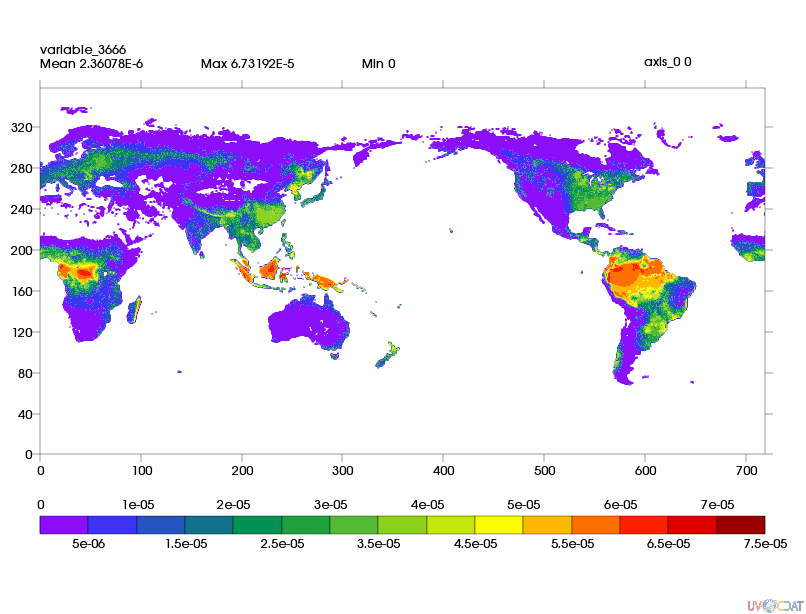 variable_3666
Mean 2.36078E-6 Max 6.73192E-5 Min 0 axis_0 0
320
280
240
200
160
120
80
40
0
0 100 200 300 400 500 600 700
0 1e-05 2e-05 3e-05 4e-05 5e-05 6e-05 7e-05
5e-06 1.5e-05 2.5e-05 3.5e-05 4.5e-05 5.5e-05 6.5e-05 7.5e-05
UV CDAT